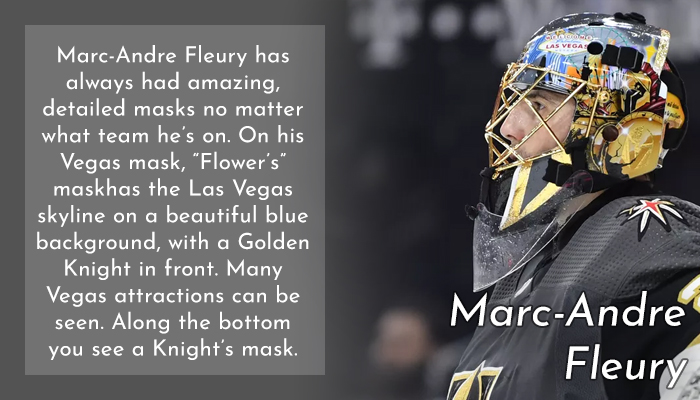 Marc-Andre Fleury has
always had amazing,
detailed masks no matter
what team he's on. On his
Vegas mask, "Flower's"
maskhas the Las Vegas
skyline on a beautiful blue
background, with a Golden
Knight in front. Many
Vegas attractions can be
seen. Along the bottom
you see a Knight's mask.
LAS VEGAS
Marc-Andre
Fleury